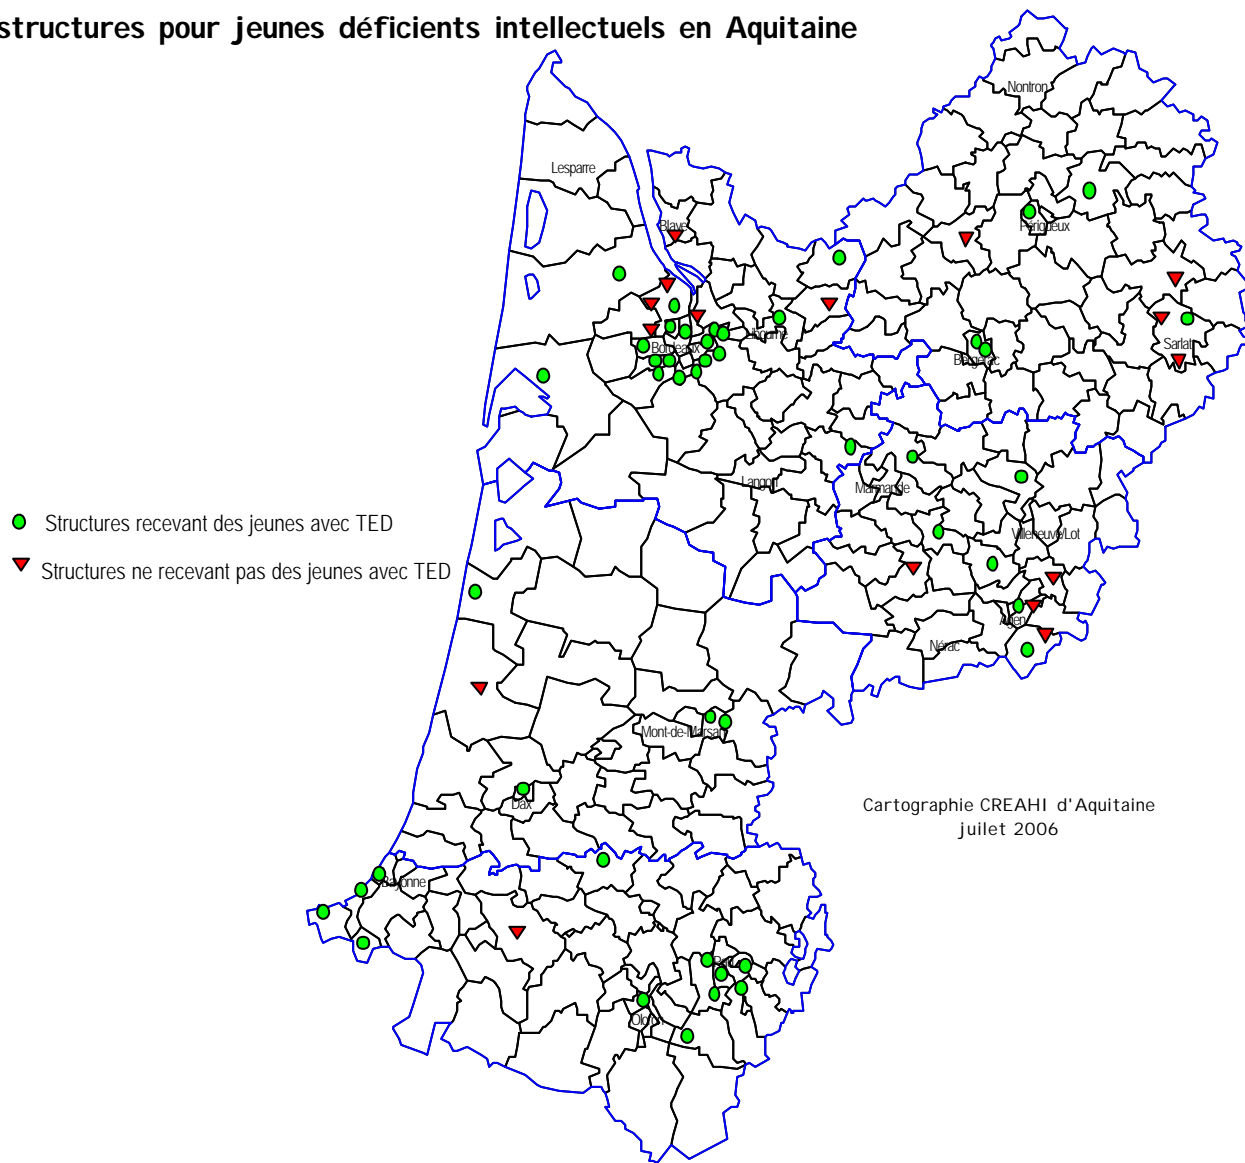 structures pour jeunes déficients intellectuels en Aquitaine
Nontron
Lesparre
Blaye
Périgueux
Libourne
Bordeaux
Sarlat
Bergerac
Langon
Marmande
Structures recevant des jeunes avec TED
Villeneuve/Lot
Structures ne recevant pas des jeunes avec TED
Agen
Nérac
Mont-de-Marsan
Dax
Cartographie CREAHI d'Aquitaine
juilet 2006
Bayonne
Pau
Oloron